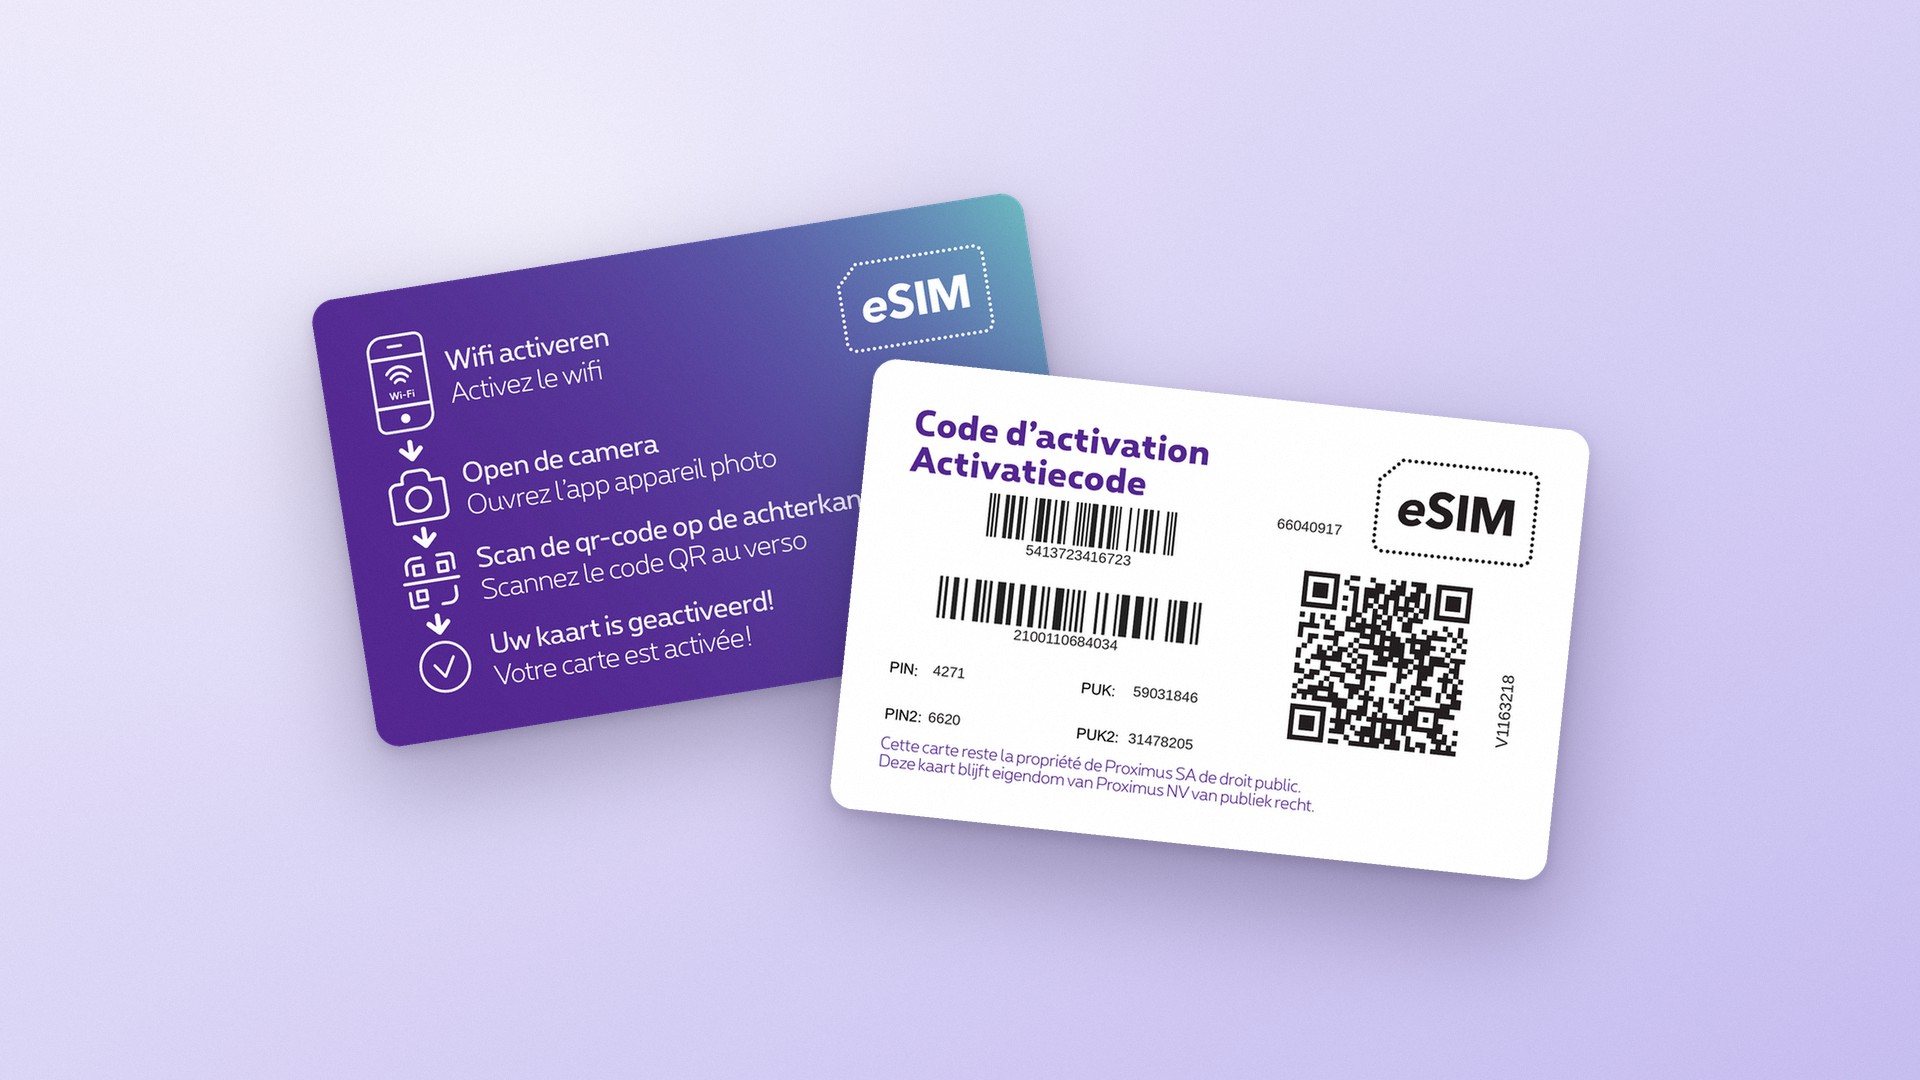 eSIM
Wi-Fi
Wifi activeren
Activez le wifi
Open de camera
Ouvrez l'app appareil photo
Scan de qr-code op de achterkan
Scannez le code QR au verso
Uw kaart is geactiveerd!
Votre carte est activée!
Code d'activation
Activatiecode
5413723416723
66040917
eSIM
2100110684034
PIN: 4271
PUK: 59031846
PIN2: 6620
PUK2: 31478205
V1163218
Cette carte reste la propriété de Proximus SA de droit public.
Deze kaart blijft eigendom van Proximus NV van publiek recht.